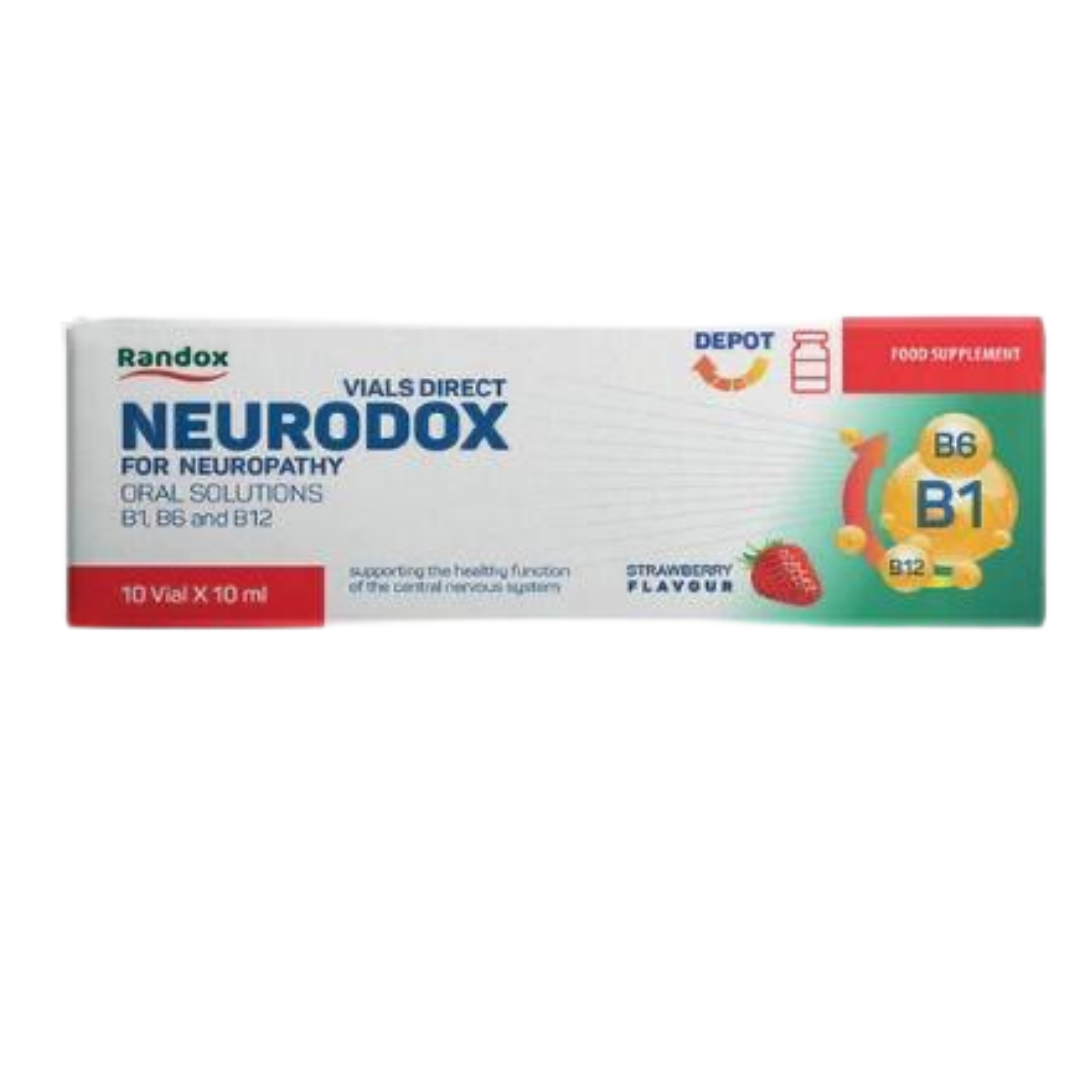 Randox
VIALS DIRECT
NEURODOX
FOR NEUROPATHY
ORAL SOLUTIONS
B1, B6 and B12
10 Vial X 10 ml
supporting the healthy function
of the central nervous system
STRAWBERRY
FLAVOUR
DEPOT
FOOD SUPPLEMENT
B6
B1
B12